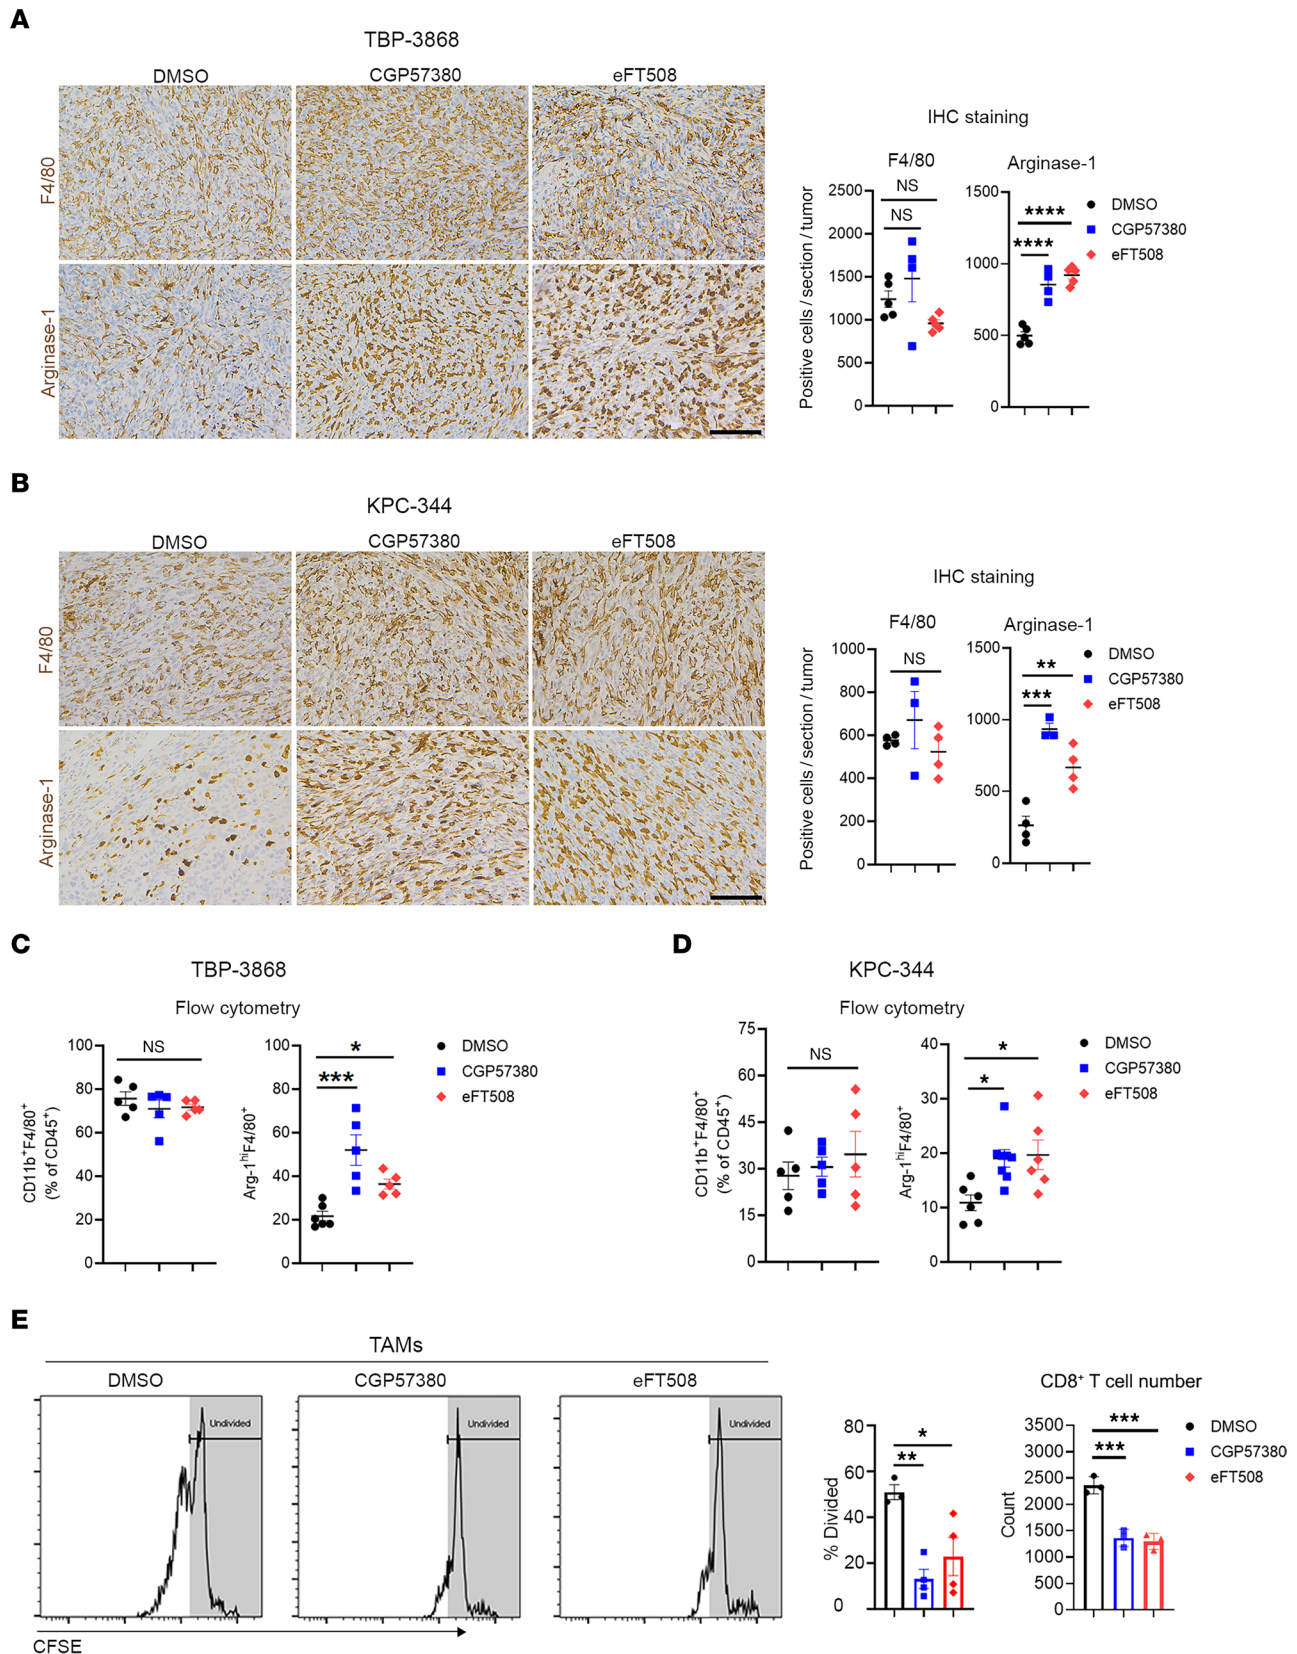 A
TBP-3868
DMSO
CGP57380
eFT508
F4/80
Arginase-1
IHC staining
F4/80
Arginase-1
Positive cells / section / tumor
2500
2000
1500
1000
500
0
NS
NS
1500
1000
500
0
****
****
DMSO
CGP57380
eFT508
B
KPC-344
DMSO
CGP57380
eFT508
F4/80
Arginase-1
IHC staining
F4/80
Arginase-1
Positive cells / section / tumor
1000
800
600
400
200
0
NS
1500
1000
500
0
**
***
DMSO
CGP57380
eFT508
C
TBP-3868
Flow cytometry
CD11b⁺F4/80⁺
(% of CD45⁺)
100
80
60
40
20
0
NS
Arg-1ʰⁱF4/80⁺
100
80
60
40
20
0
*
***
DMSO
CGP57380
eFT508
D
KPC-344
Flow cytometry
CD11b⁺F4/80⁺
(% of CD45⁺)
75
60
45
30
15
0
NS
Arg-1ʰⁱF4/80⁺
40
30
20
10
0
*
*
DMSO
CGP57380
eFT508
E
TAMs
DMSO
CGP57380
eFT508
Undivided
Undivided
Undivided
CFSE
% Divided
80
60
40
20
0
*
**
CD8⁺ T cell number
Count
3500
3000
2500
2000
1500
1000
500
0
***
***
DMSO
CGP57380
eFT508